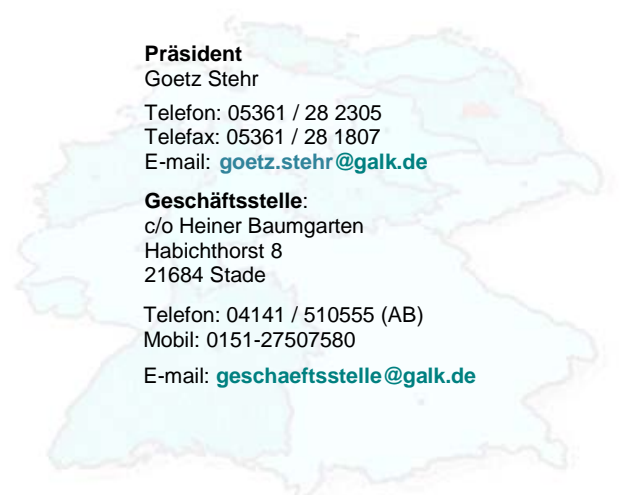 Präsident
Goetz Stehr
Telefon: 05361 / 28 2305
Telefax: 05361 / 28 1807
E-mail: goetz.stehr@galk.de
Geschäftsstelle:
c/o Heiner Baumgarten
Habichthorst 8
21684 Stade
Telefon: 04141 / 510555 (AB)
Mobil: 0151-27507580
E-mail: geschaeftsstelle@galk.de